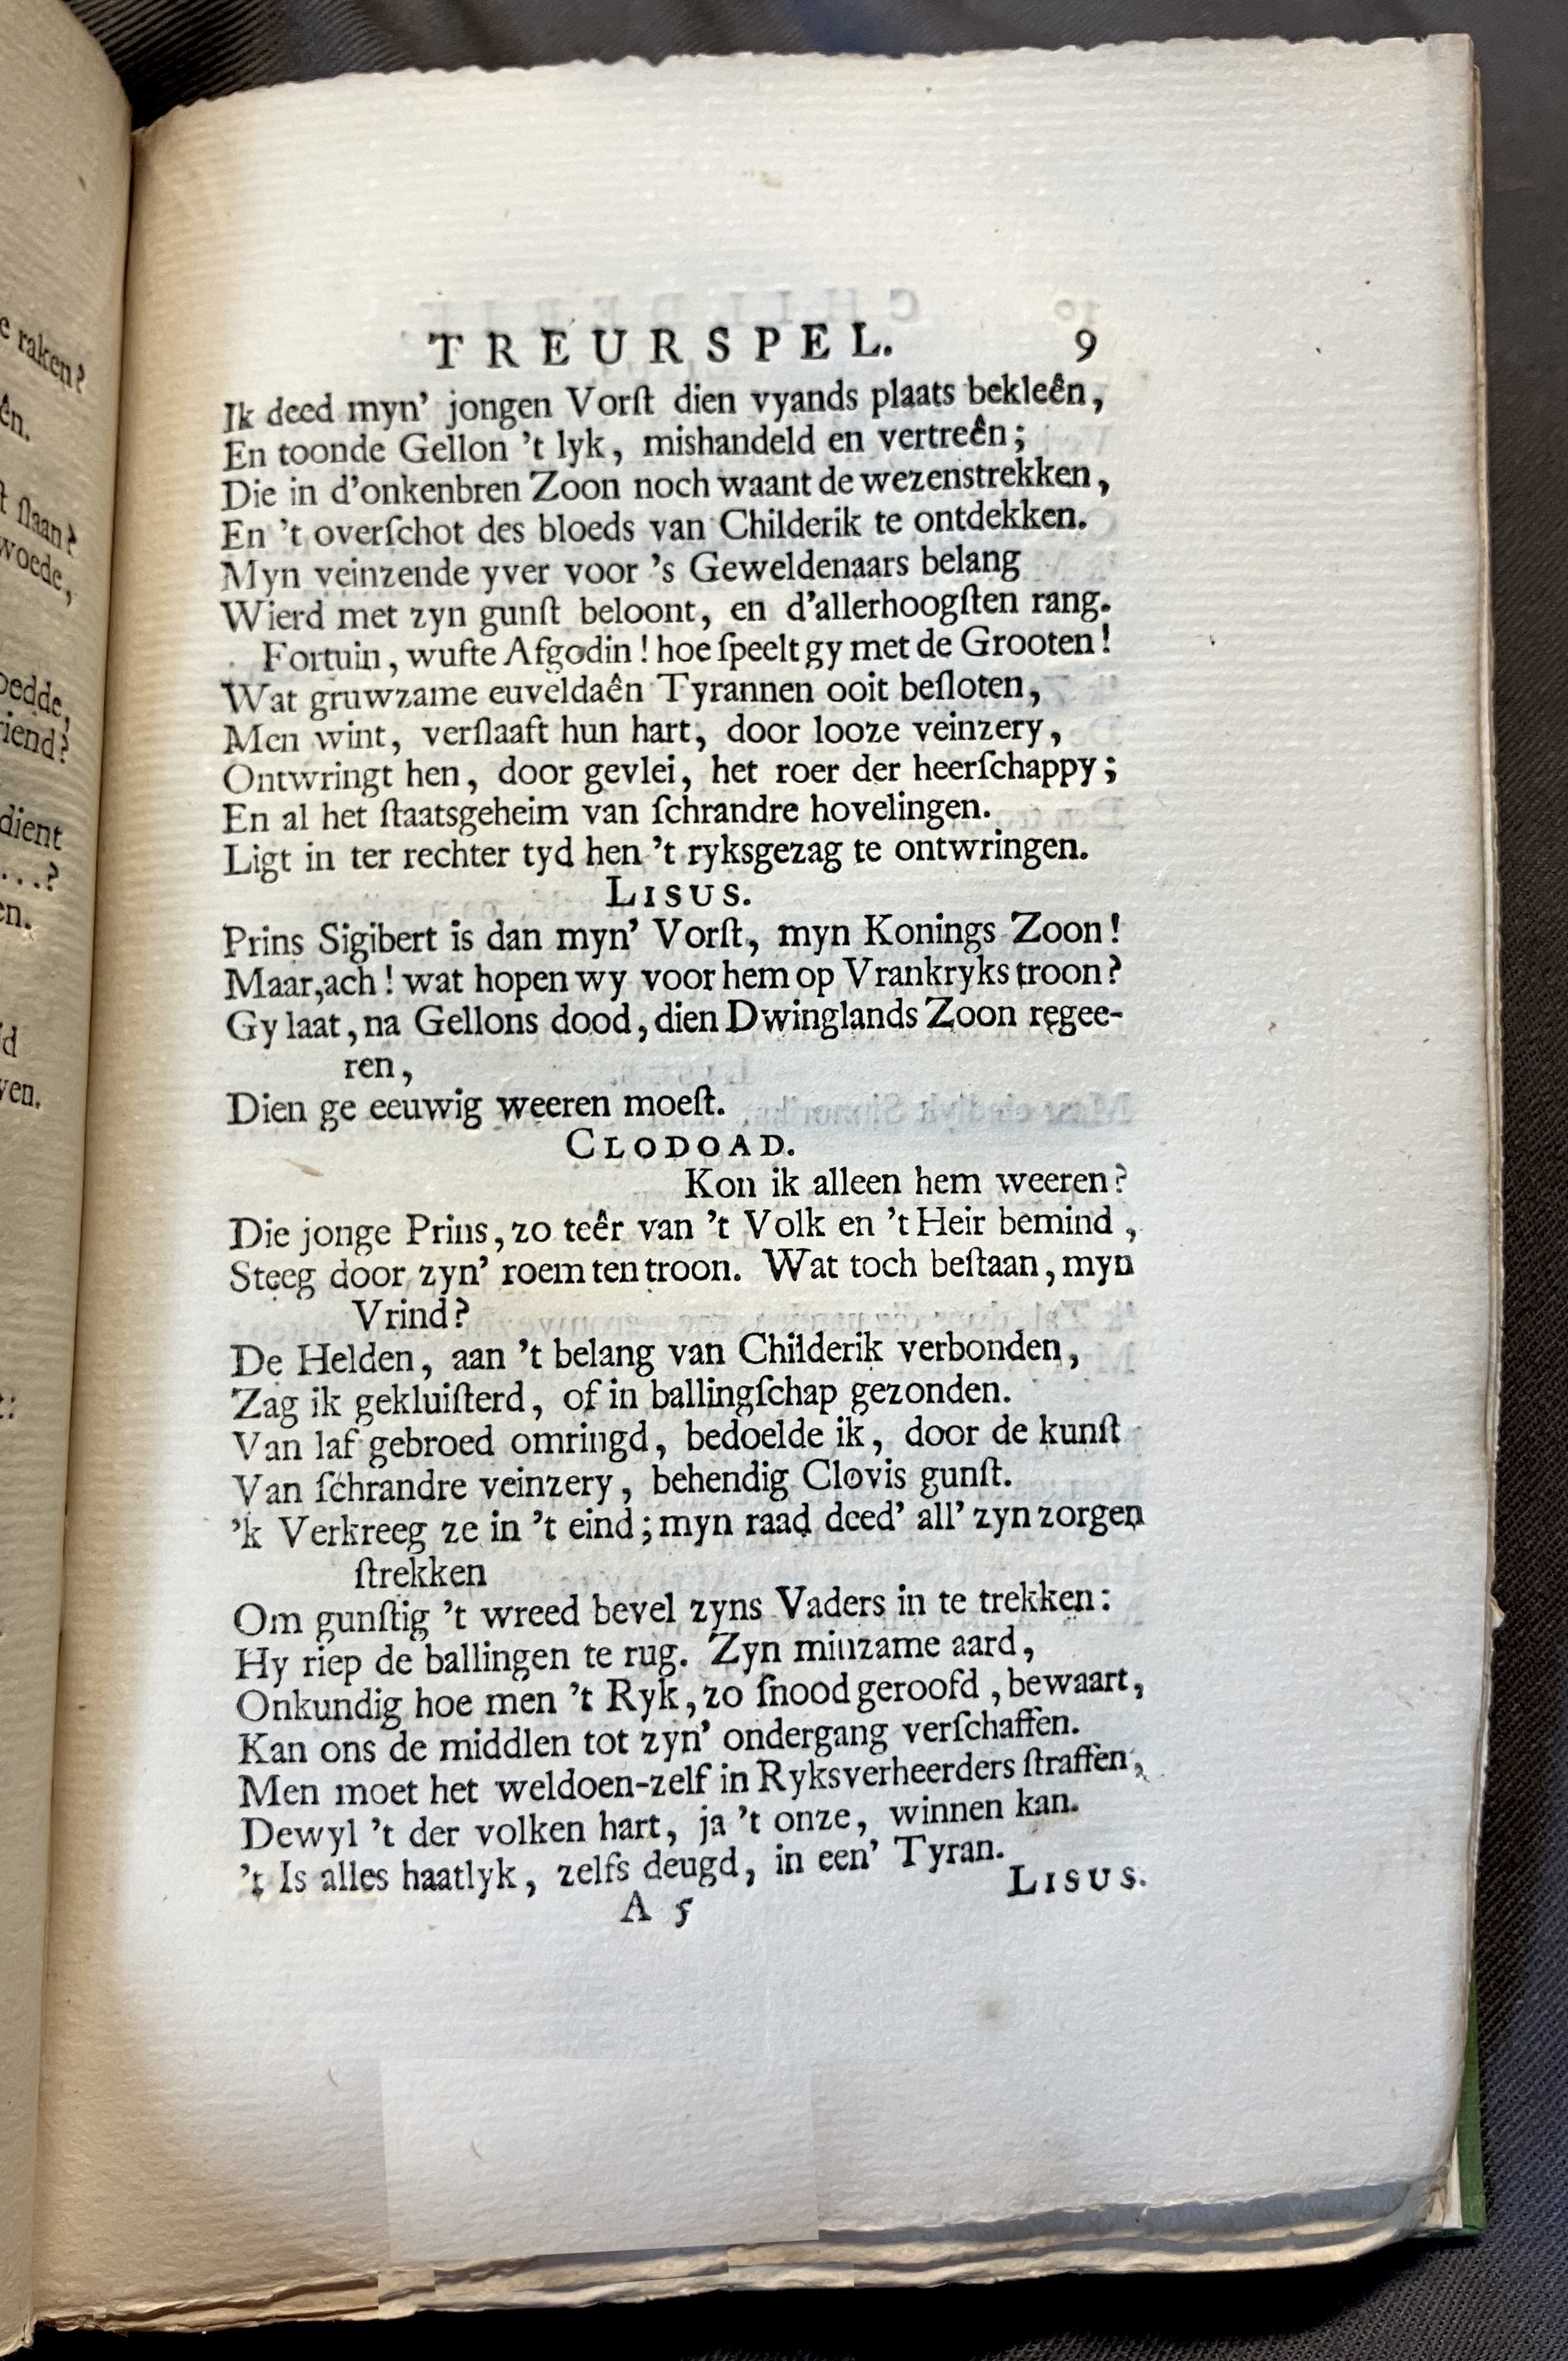 TREURSPEL. 9
Ik deed myn' jongen Vorſt dien vyands plaats bekleên,
En toonde Gellon 't lyk, mishandeld en vertreên;
Die in d'onkenbren Zoon noch waant de wezenstrekken,
En 't overſchot des bloeds van Childerik te ontdekken.
Myn veinzende yver voor 's Geweldenaars belang
Wierd met zyn gunſt beloont, en d'allerhoogſten rang.
Fortuin, wufte Afgodin! hoe ſpeelt gy met de Grooten!
Wat gruwzame euveldaên Tyrannen ooit beſloten,
Men wint, verſlaaft hun hart, door looze veinzery,
Ontwringt hen, door gevlei, het roer der heerſchappy;
En al het ſtaatsgeheim van ſchrandre hovelingen.
Ligt in ter rechter tyd hen 't ryksgezag te ontwringen.
LISUS.
Prins Sigibert is dan myn' Vorſt, myn Konings Zoon!
Maar, ach! wat hopen wy voor hem op Vrankryks troon?
Gy laat, na Gellons dood, dien Dwinglands Zoon regee-
ren,
Dien ge eeuwig weeren moeſt.
CLODOAD.
Kon ik alleen hem weeren?
Die jonge Prins, zo teêr van 't Volk en 't Heir bemind,
Steeg door zyn' roem ten troon. Wat toch beſtaan, myn
Vrind?
De Helden, aan 't belang van Childerik verbonden,
Zag ik gekluiſterd, of in ballingſchap gezonden.
Van laf gebroed omringd, bedoelde ik, door de kunſt
Van ſchrandre veinzery, behendig Clovis gunſt.
'k Verkreeg ze in 't eind; myn raad deed' all' zyn zorgen
ſtrekken
Om gunſtig 't wreed bevel zyns Vaders in te trekken:
Hy riep de ballingen te rug. Zyn minzame aard,
Onkundig hoe men 't Ryk, zo ſnood geroofd, bewaart,
Kan ons de middlen tot zyn' ondergang verſchaffen.
Men moet het weldoen-zelf in Ryksverheerders ſtraffen,
Dewyl 't der volken hart, ja 't onze, winnen kan.
't Is alles haatlyk, zelfs deugd, in een' Tyran.
A 5 LISUS.